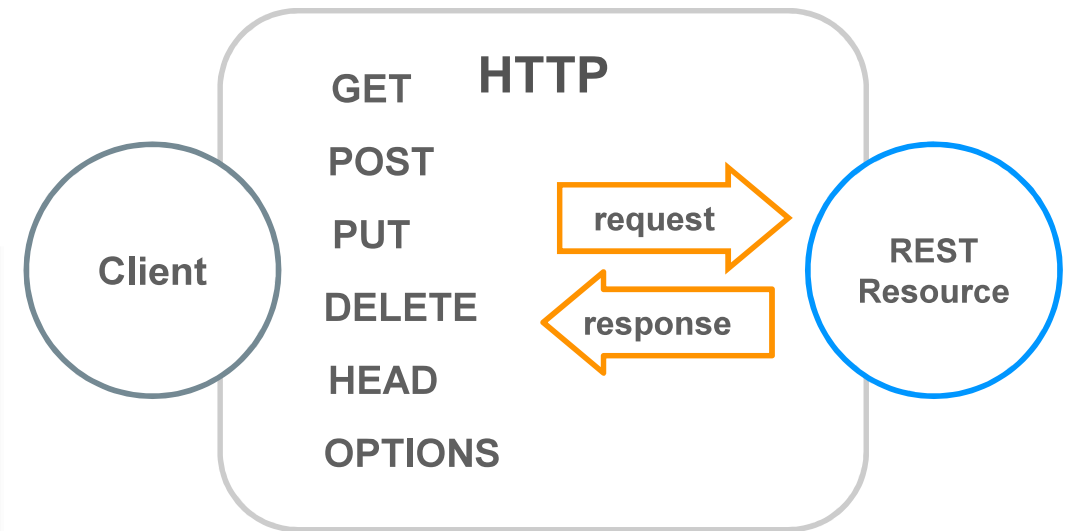 HTTP
GET
POST
PUT
DELETE
HEAD
OPTIONS
Client
request
response
REST
Resource